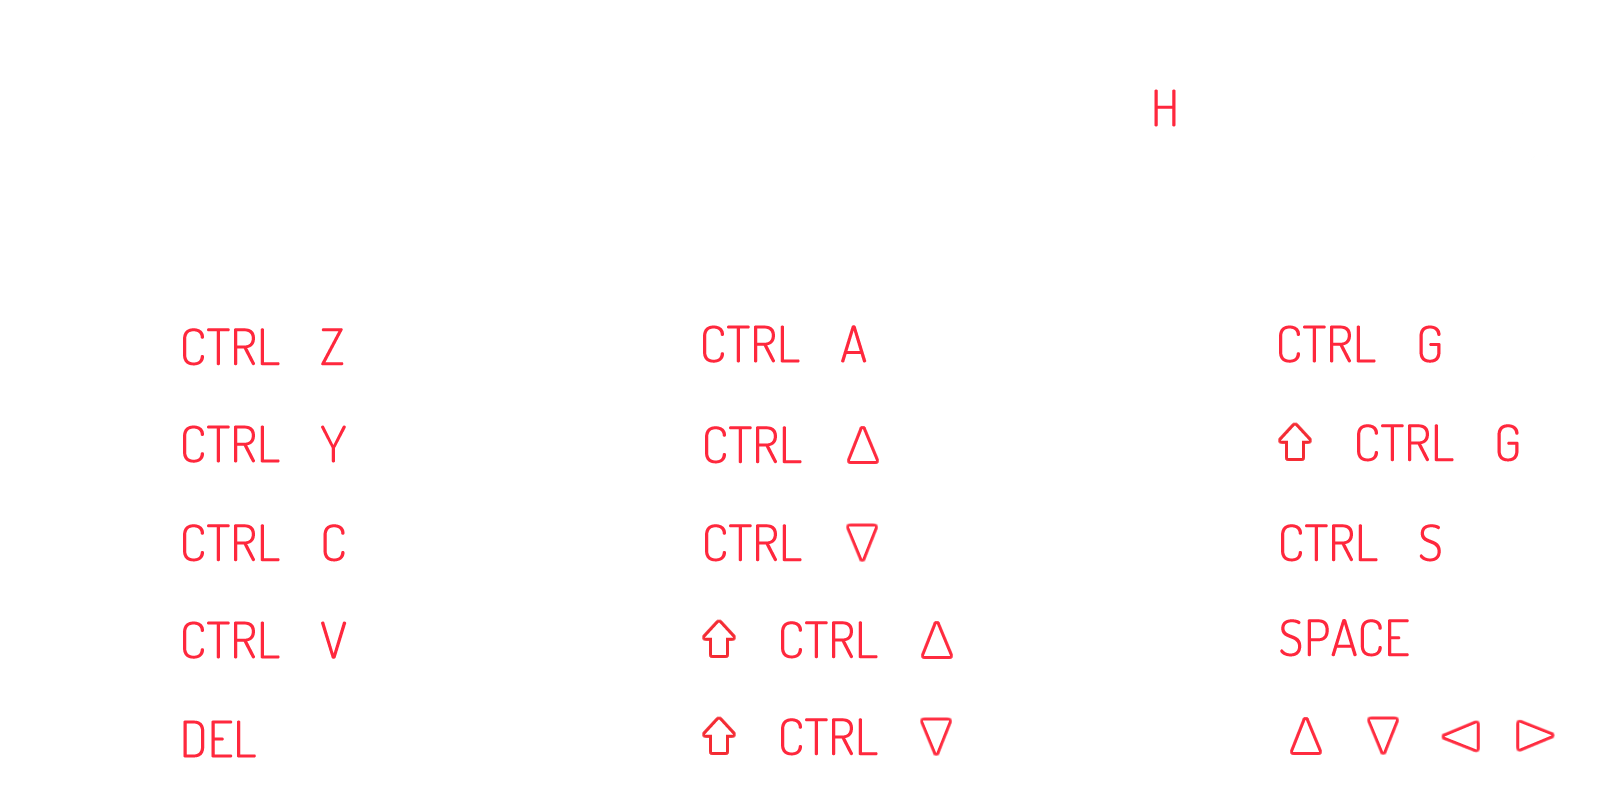 H
CTRL Z
CTRL Y
CTRL C
CTRL V
DEL
CTRL A
CTRL △
CTRL ▽
⇧ CTRL △
⇧ CTRL ▽
CTRL G
⇧ CTRL G
CTRL S
SPACE
△ ▽ ◁ ▷